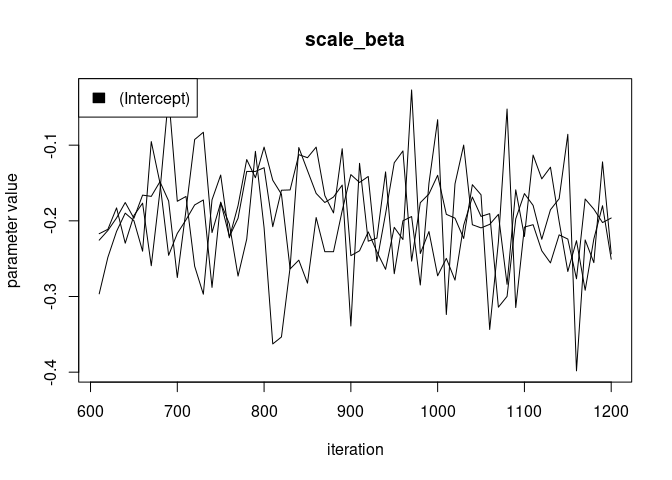 scale_beta
(Intercept)
-0.1
-0.2
-0.3
-0.4
parameter value
600 700 800 900 1000 1100 1200
iteration